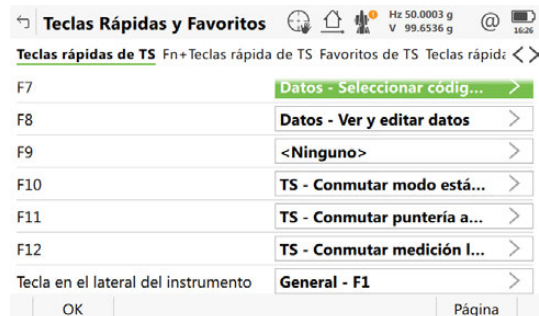 Teclas Rápidas y Favoritos Hz 50.0003 g
V 99.6536 g @ 16:26
Teclas rápidas de TS Fn+Teclas rápida de TS Favoritos de TS Teclas rápida < >
F7 Datos - Seleccionar códig... >
F8 Datos - Ver y editar datos >
F9 <Ninguno> >
F10 TS - Conmutar modo está... >
F11 TS - Conmutar puntería a... >
F12 TS - Conmutar medición l... >
Tecla en el lateral del instrumento General - F1 >
OK Página